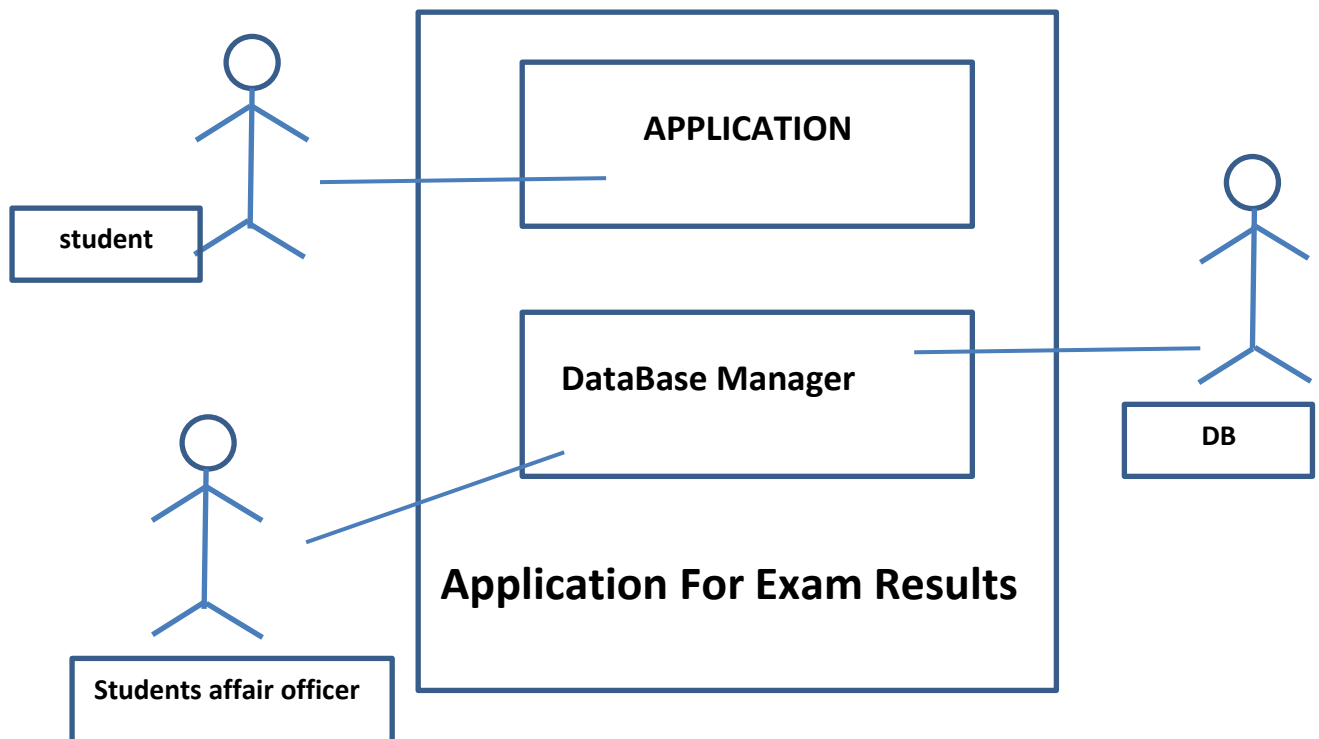 APPLICATION
student
DataBase Manager
DB
Application For Exam Results
Students affair officer